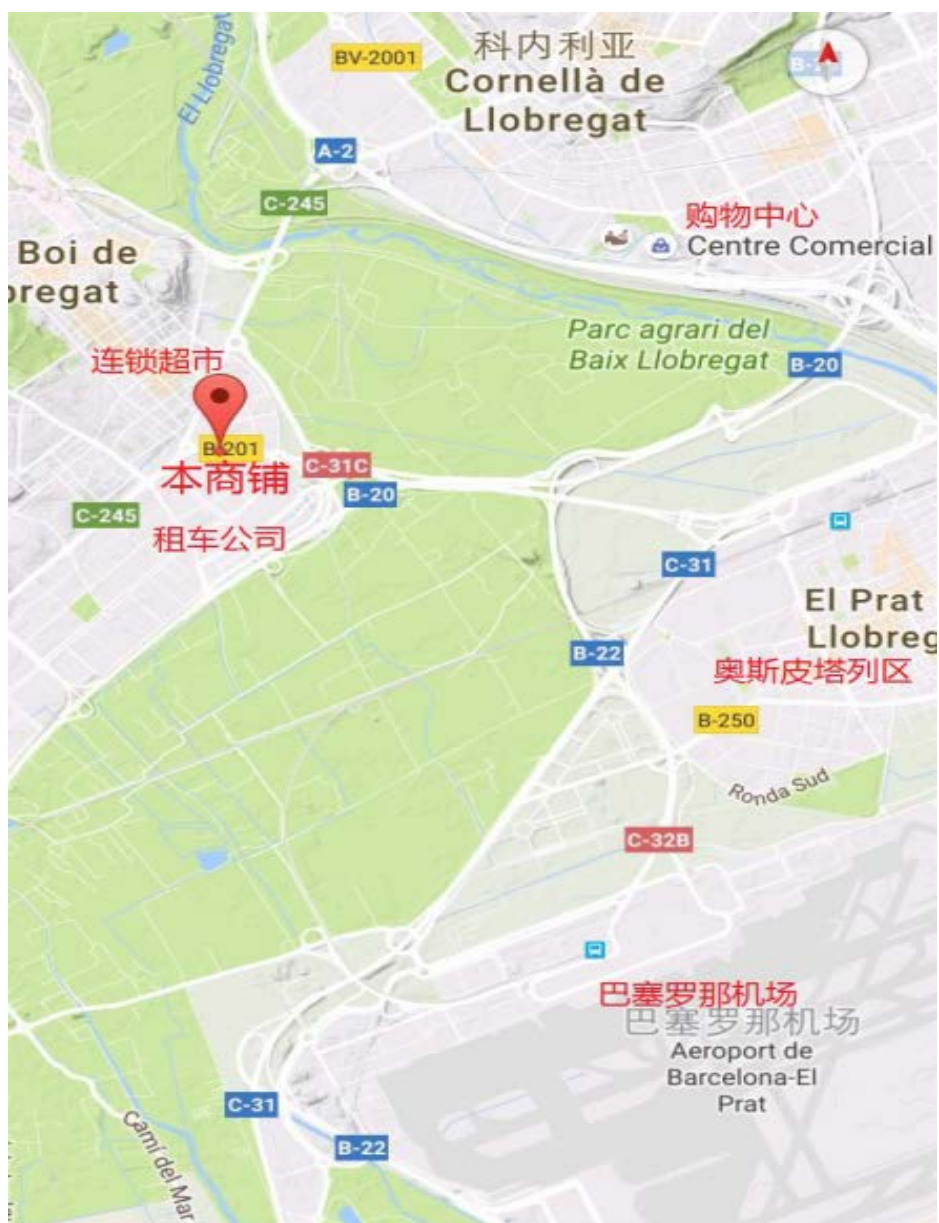 科内利亚
BV-2001
Cornellà de
Llobregat
El Llobregat
A-2
C-245
购物中心
Centre Comercial
Boi de
bregat
Parc agrari del
Baix Llobregat
连锁超市
B-20
B-201
C-31C
本商铺
B-20
C-245
租车公司
C-31
El Prat
Llobreg
B-22
奥斯皮塔列区
B-250
Ronda Sud
C-32B
巴塞罗那机场
巴塞罗那机场
Aeroport de
Barcelona-El
Prat
C-31
Camí del Mar
B-22